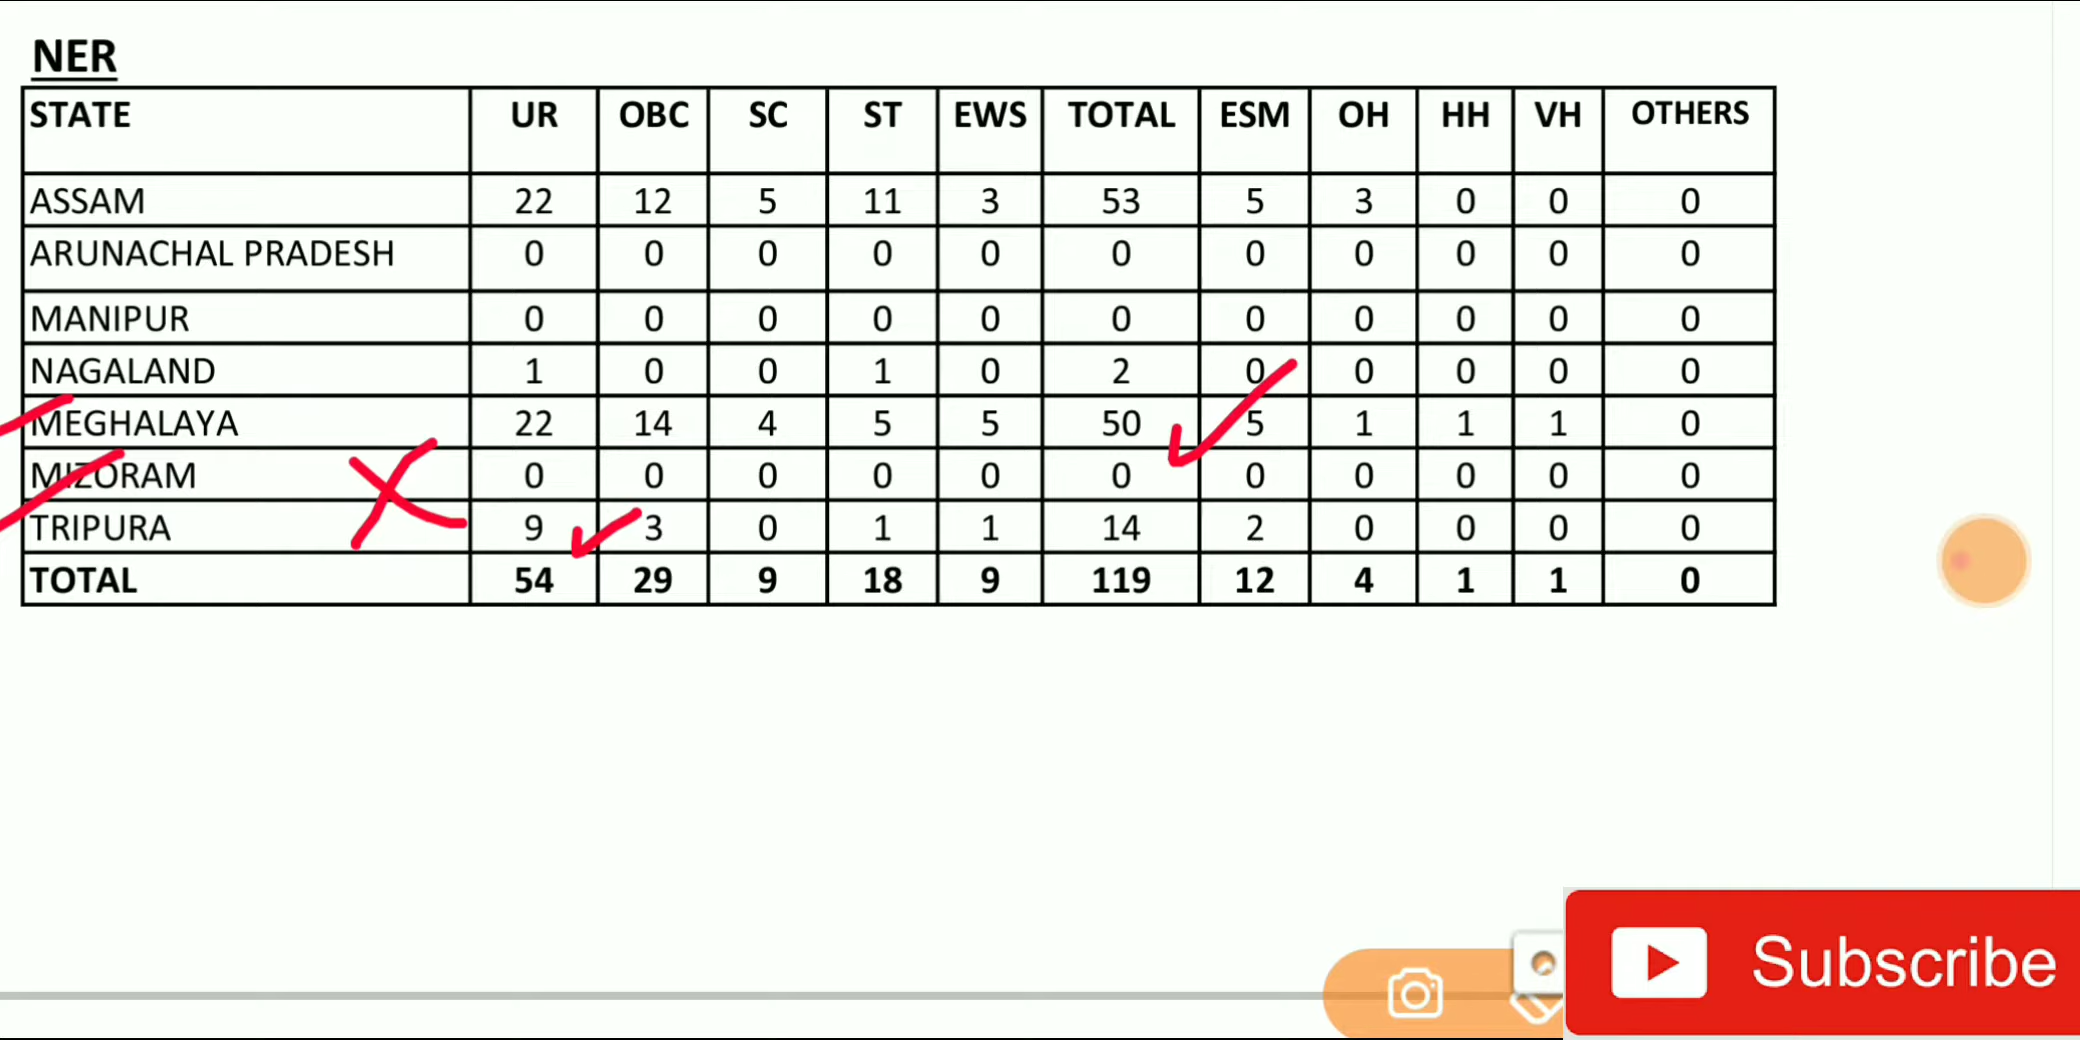 NER
STATE UR OBC SC ST EWS TOTAL ESM OH HH VH OTHERS
ASSAM 22 12 5 11 3 53 5 3 0 0 0
ARUNACHAL PRADESH 0 0 0 0 0 0 0 0 0 0 0
MANIPUR 0 0 0 0 0 0 0 0 0 0 0
NAGALAND 1 0 0 1 0 2 0 0 0 0 0
MEGHALAYA 22 14 4 5 5 50 5 1 1 1 0
MIZORAM 0 0 0 0 0 0 0 0 0 0 0
TRIPURA 9 3 0 1 1 14 2 0 0 0 0
TOTAL 54 29 9 18 9 119 12 4 1 1 0
Subscribe